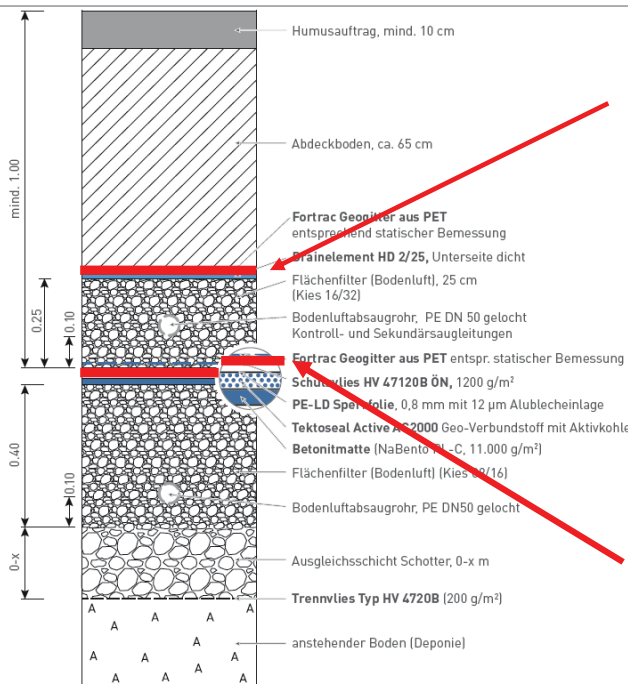 Humusauftrag, mind. 10 cm
mind. 1.00
Abdeckboden, ca. 65 cm
Fortrac Geogitter aus PET
entsprechend statischer Bemessung
Drainelement HD 2/25, Unterseite dicht
Flächenfilter (Bodenluft), 25 cm
(Kies 16/32)
0.25
0.10
Bodenluftabsaugrohr, PE DN 50 gelocht
Kontroll- und Sekundärsaugleitungen
Fortrac Geogitter aus PET entspr. statischer Bemessung
Schutzvlies HV 47120B ÖN, 1200 g/m²
PE-LD Sperrfolie, 0,8 mm mit 12 µm Alublecheinlage
Tektoseal Active AC2000 Geo-Verbundstoff mit Aktivkohle
Betonitmatte (NaBento -C, 11.000 g/m²)
0.40
0.10
Flächenfilter (Bodenluft) (Kies /16)
Bodenluftabsaugrohr, PE DN50 gelocht
0-x
Ausgleichsschicht Schotter, 0-x m
Trennvlies Typ HV 4720B (200 g/m²)
anstehender Boden (Deponie)
A
A
A
A
A
A
A
A
A
A